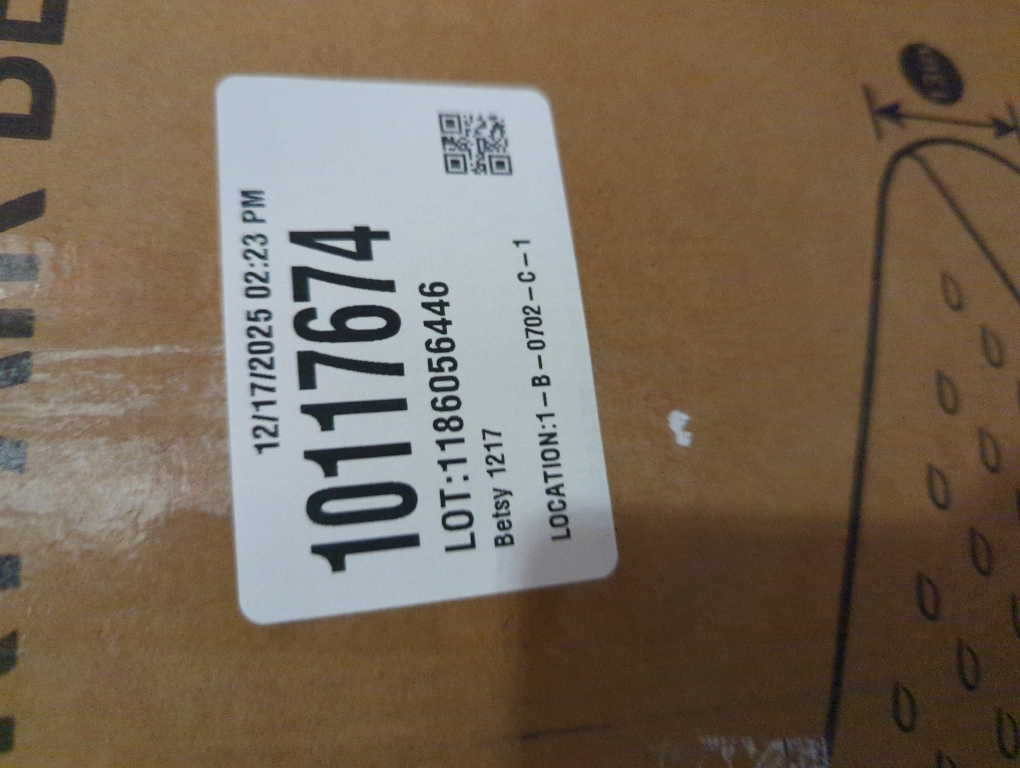 12/17/2025 02:23 PM
10117674
LOT:1186056446
Betsy 1217
LOCATION:1-B-0702-C-1